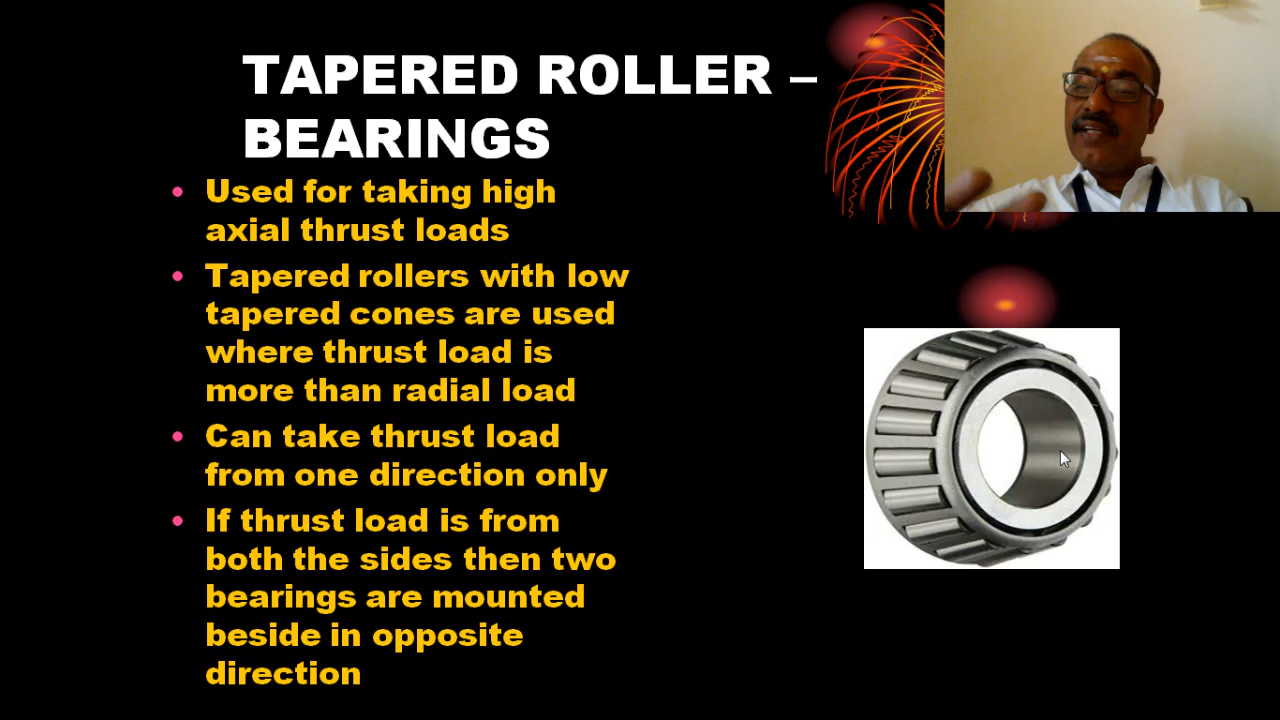 TAPERED ROLLER –
BEARINGS
• Used for taking high
axial thrust loads
• Tapered rollers with low
tapered cones are used
where thrust load is
more than radial load
• Can take thrust load
from one direction only
• If thrust load is from
both the sides then two
bearings are mounted
beside in opposite
direction